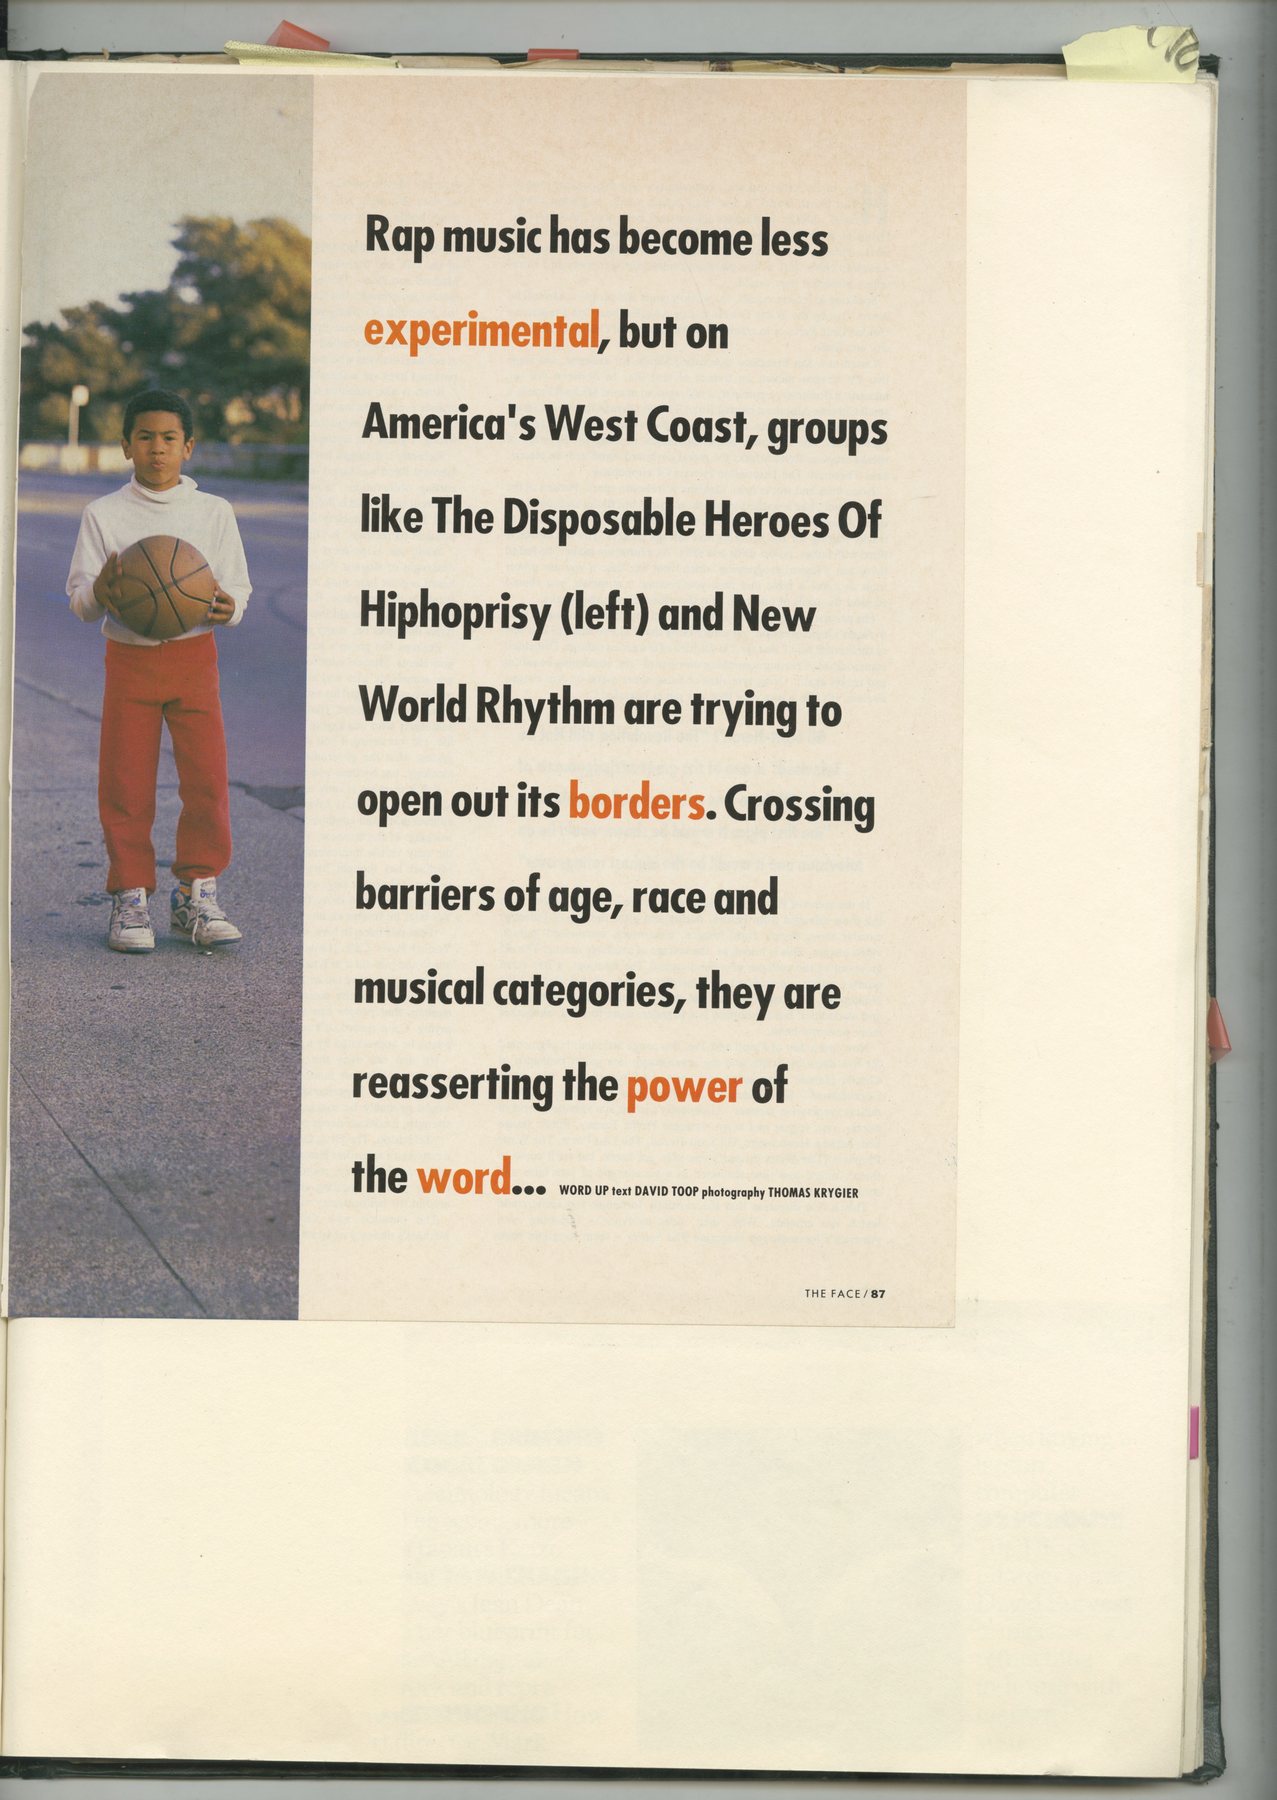 Rap music has become less
experimental, but on
America's West Coast, groups
like The Disposable Heroes Of
Hiphoprisy (left) and New
World Rhythm are trying to
open out its borders. Crossing
barriers of age, race and
musical categories, they are
reasserting the power of
the word... WORD UP text DAVID TOOP photography THOMAS KRYGIER
THE FACE / 87